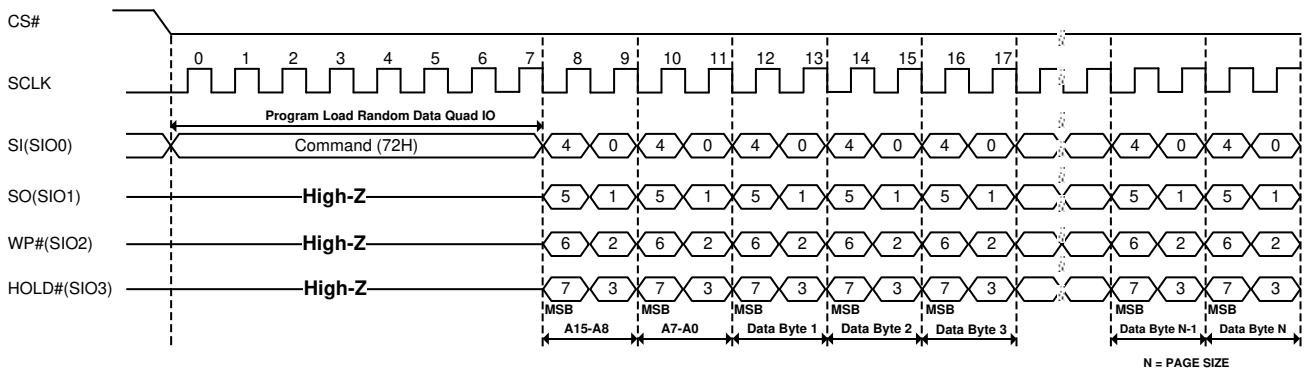 CS#
SCLK
0 1 2 3 4 5 6 7 8 9 10 11 12 13 14 15 16 17
Program Load Random Data Quad IO
SI(SIO0)
Command (72H)
4 0 4 0 4 0 4 0 4 0 4 0 4 0
SO(SIO1)
High-Z
5 1 5 1 5 1 5 1 5 1 5 1 5 1
WP#(SIO2)
High-Z
6 2 6 2 6 2 6 2 6 2 6 2 6 2
HOLD#(SIO3)
High-Z
7 3 7 3 7 3 7 3 7 3 7 3 7 3
MSB MSB MSB MSB MSB MSB MSB
A15-A8 A7-A0 Data Byte 1 Data Byte 2 Data Byte 3 Data Byte N-1 Data Byte N
N = PAGE SIZE